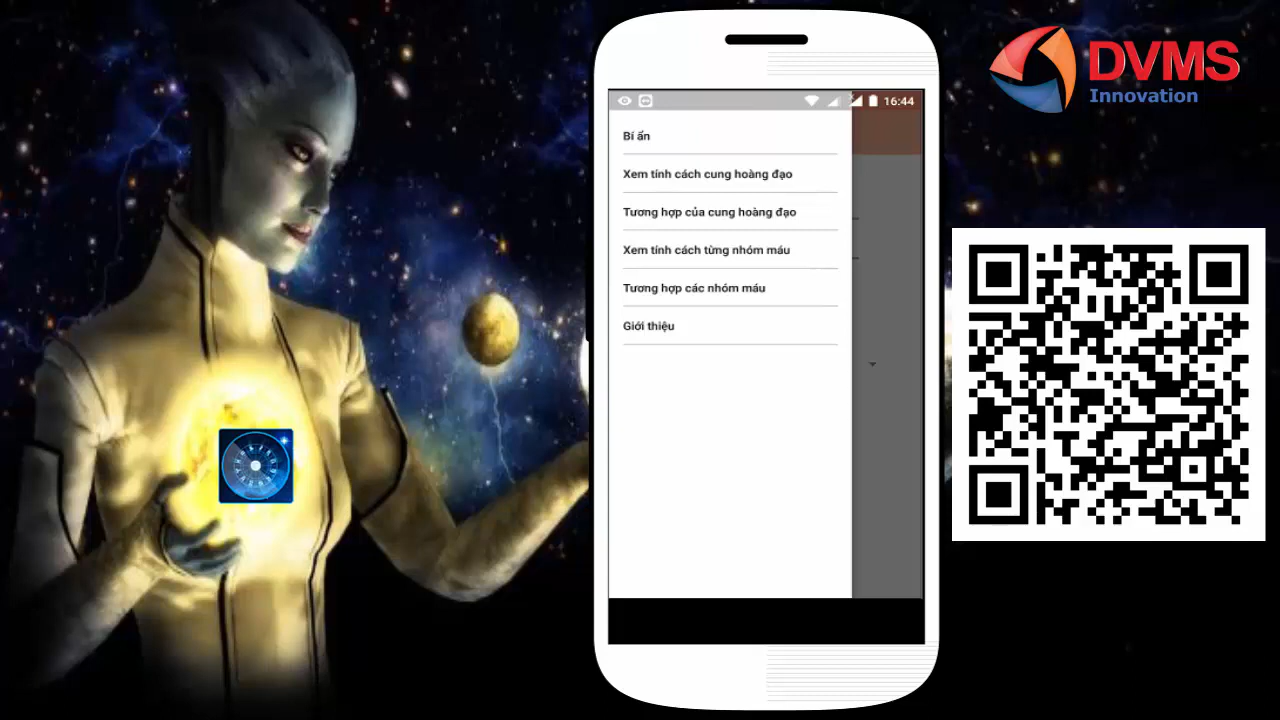 DVMS
Innovation
16:44
Bí ẩn
Xem tính cách cung hoàng đạo
Tương hợp của cung hoàng đạo
Xem tính cách từng nhóm máu
Tương hợp các nhóm máu
Giới thiệu